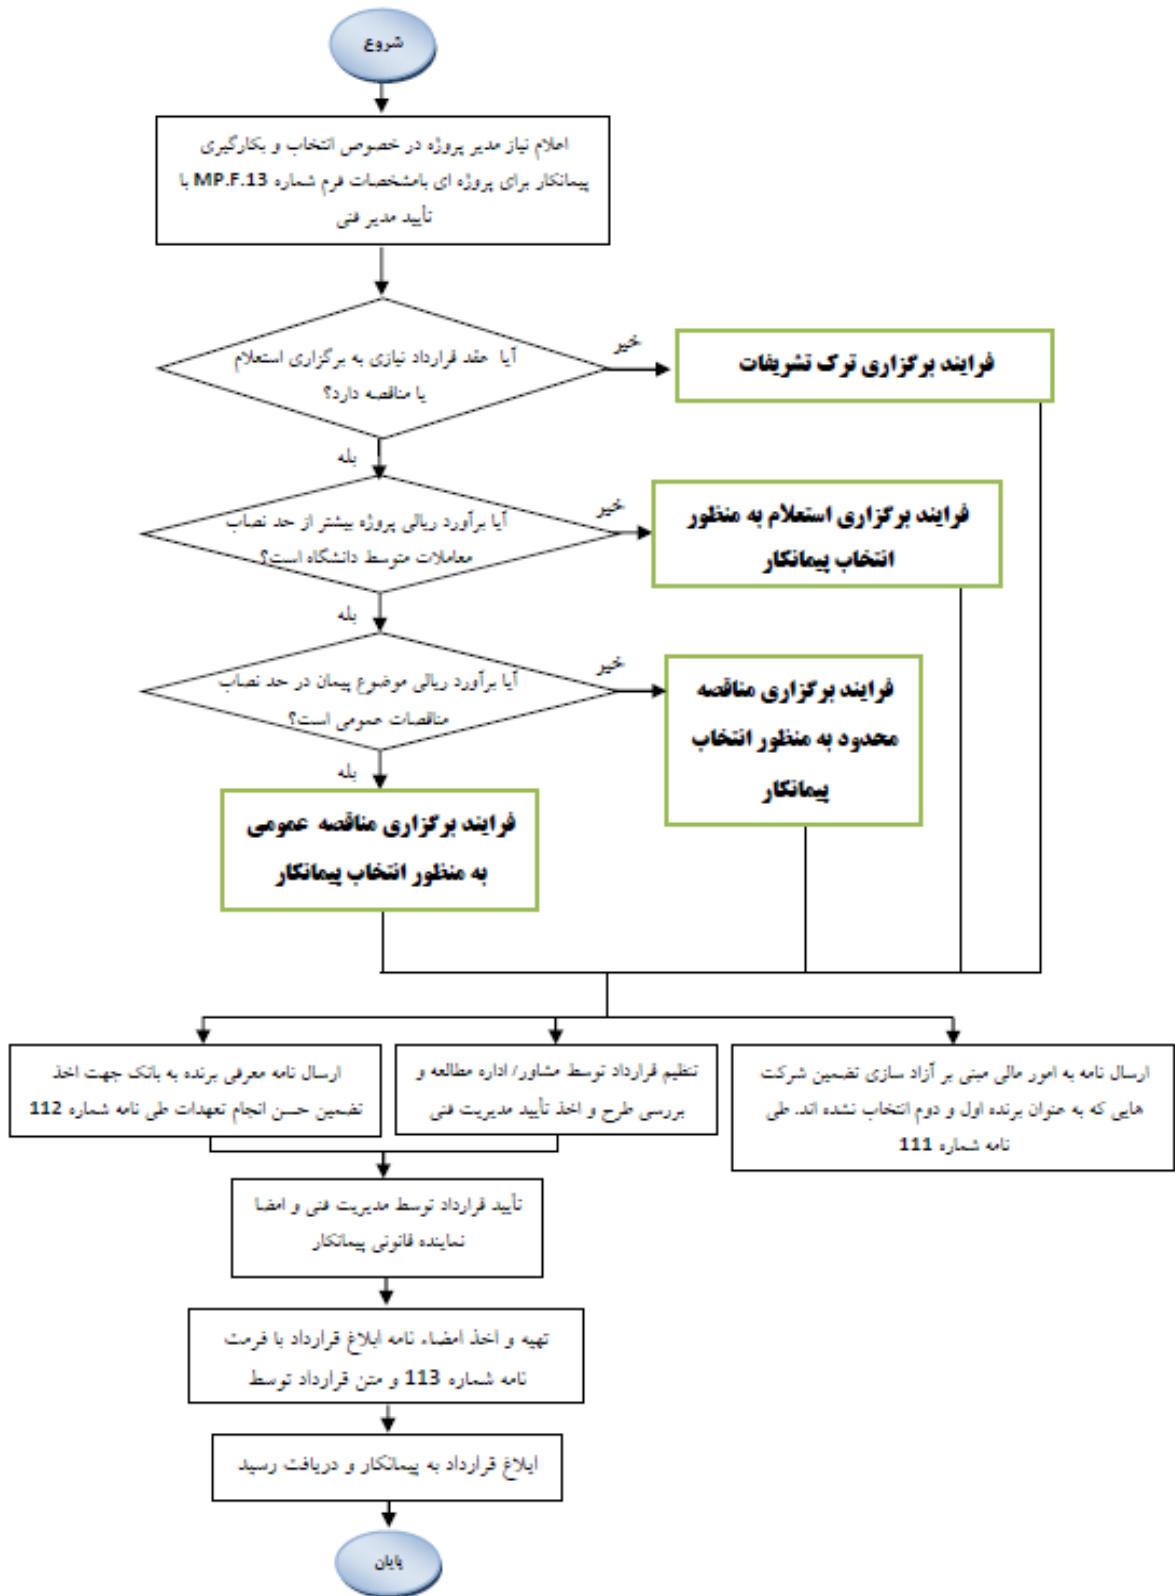 شروع
اعلام نیاز مدیر پروژه در خصوص انتخاب و بکارگیری
پیمانکار برای پروژه ای بامشخصات فرم شماره MP.F.13 با
تأیید مدیر فنی
آیا عقد قرارداد نیازی به برگزاری استعلام
یا مناقصه دارد؟
خیر
فرایند برگزاری ترک تشریفات
بله
آیا برآورد ریالی پروژه بیشتر از حد نصاب
معاملات متوسط دانشگاه است؟
خیر
فرایند برگزاری استعلام به منظور
انتخاب پیمانکار
بله
آیا برآورد ریالی موضوع پیمان در حد نصاب
مناقصات عمومی است؟
خیر
فرایند برگزاری مناقصه
محدود به منظور انتخاب
پیمانکار
بله
فرایند برگزاری مناقصه عمومی
به منظور انتخاب پیمانکار
ارسال نامه به امور مالی مبنی بر آزاد سازی تضمین شرکت
هایی که به عنوان برنده اول و دوم انتخاب نشده اند. طی
نامه شماره 111
تنظیم قرارداد توسط مشاور/ اداره مطالعه و
بررسی طرح و اخذ تأیید مدیریت فنی
ارسال نامه معرفی برنده به بانک جهت اخذ
تضمین حسن انجام تعهدات طی نامه شماره 112
تأیید قرارداد توسط مدیریت فنی و امضا
نماینده قانونی پیمانکار
تهیه و اخذ امضاء نامه ابلاغ قرارداد با فرمت
نامه شماره 113 و متن قرارداد توسط
ابلاغ قرارداد به پیمانکار و دریافت رسید
پایان